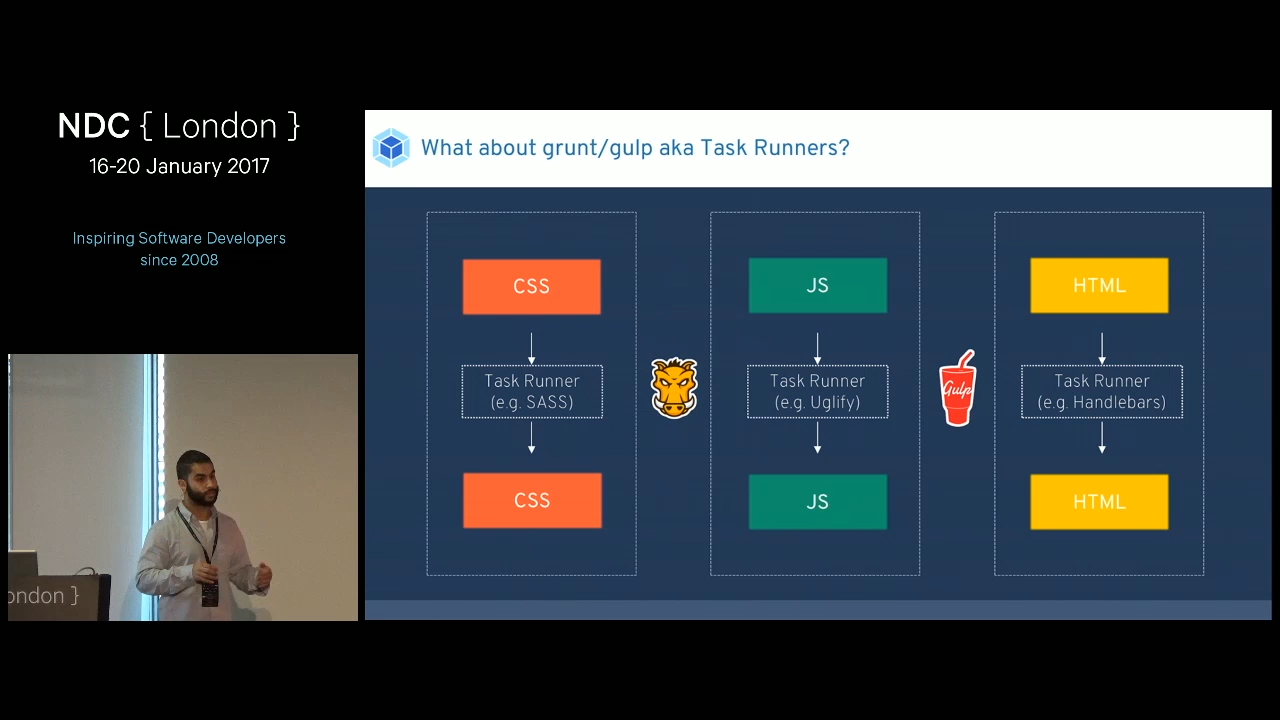 NDC { London }
16-20 January 2017
Inspiring Software Developers
since 2008
ondon }
What about grunt/gulp aka Task Runners?
CSS
Task Runner
(e.g. SASS)
CSS
JS
Task Runner
(e.g. Uglify)
JS
Gulp
HTML
Task Runner
(e.g. Handlebars)
HTML